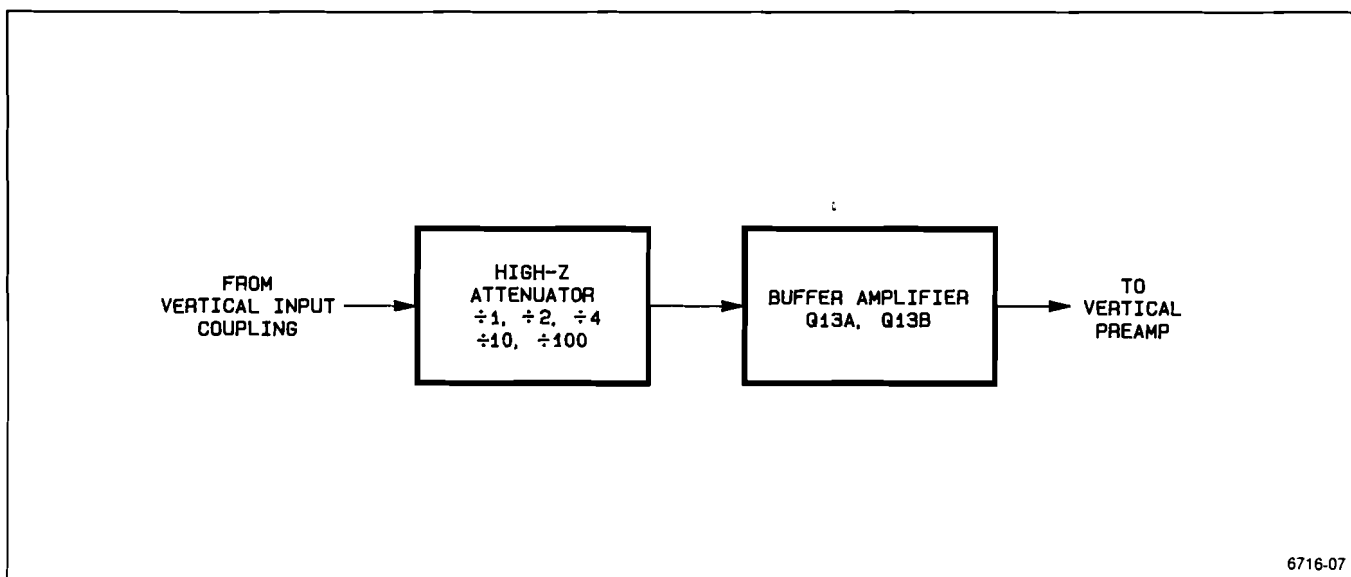 FROM
VERTICAL INPUT
COUPLING
HIGH-Z
ATTENUATOR
÷1, ÷2, ÷4
÷10, ÷100
BUFFER AMPLIFIER
Q13A, Q13B
TO
VERTICAL
PREAMP
6716-07